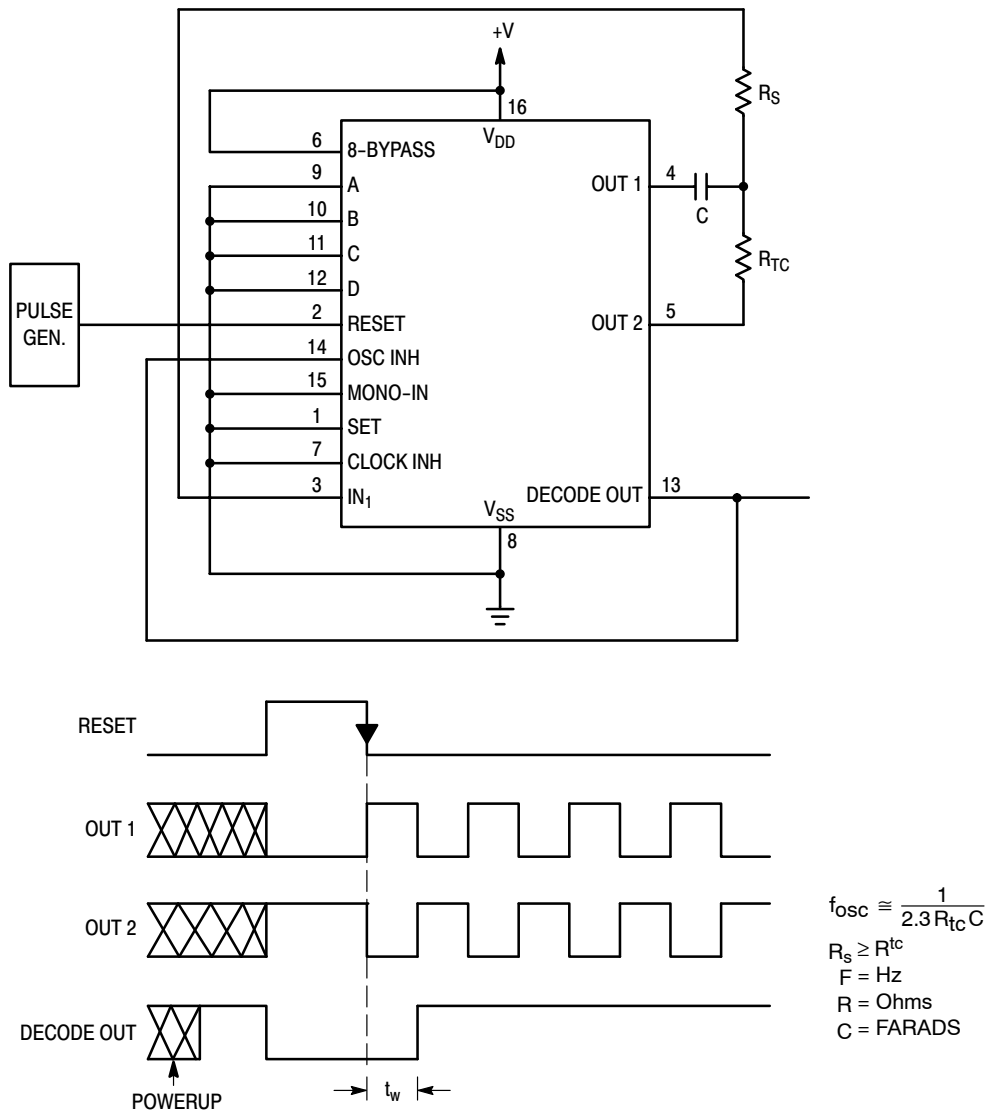 +V
R_S
16
V_DD
6 8-BYPASS
9 A
10 B
11 C
12 D
2 RESET
14 OSC INH
15 MONO-IN
1 SET
7 CLOCK INH
3 IN_1
OUT 1 4
C
R_TC
OUT 2 5
DECODE OUT 13
V_SS
8
PULSE
GEN.
RESET
OUT 1
OUT 2
DECODE OUT
POWERUP
t_w
f_osc ≅ 1 / 2.3 R_tc C
R_s ≥ R^tc
F = Hz
R = Ohms
C = FARADS